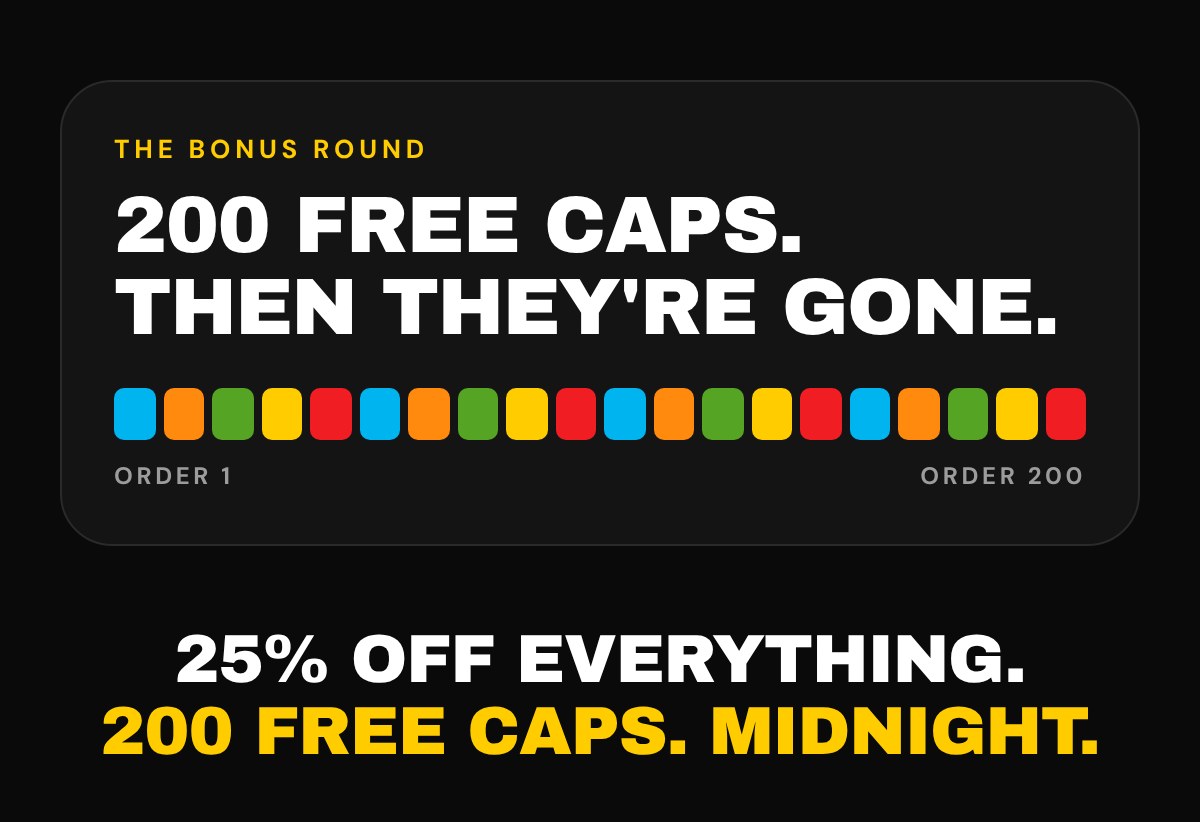 THE BONUS ROUND
200 FREE CAPS.
THEN THEY'RE GONE.
ORDER 1
ORDER 200
25% OFF EVERYTHING.
200 FREE CAPS. MIDNIGHT.